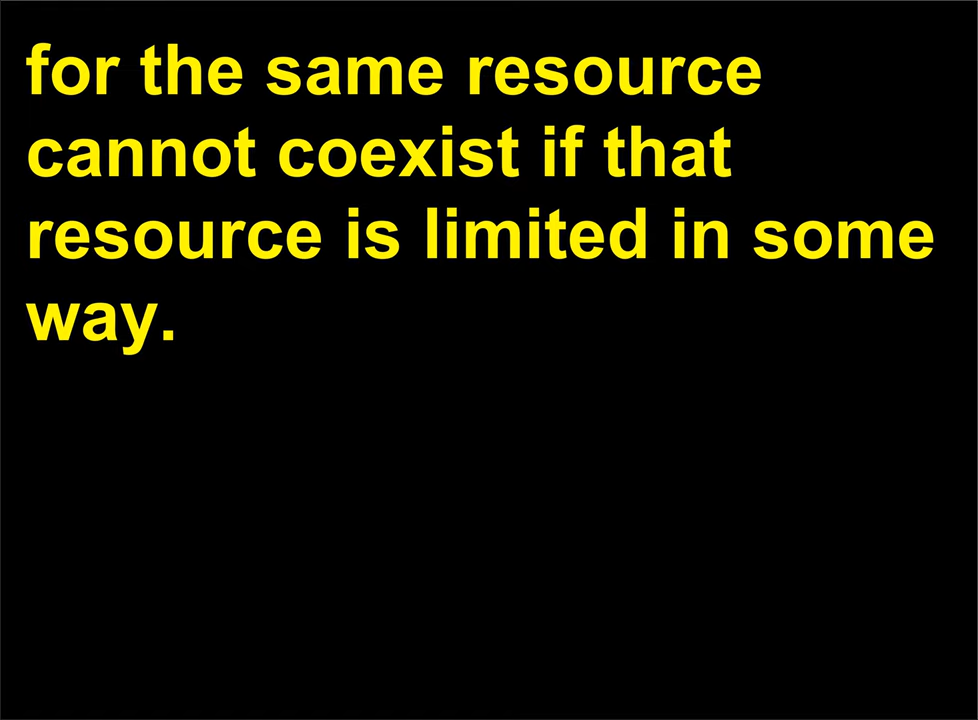 for the same resource
cannot coexist if that
resource is limited in some
way.